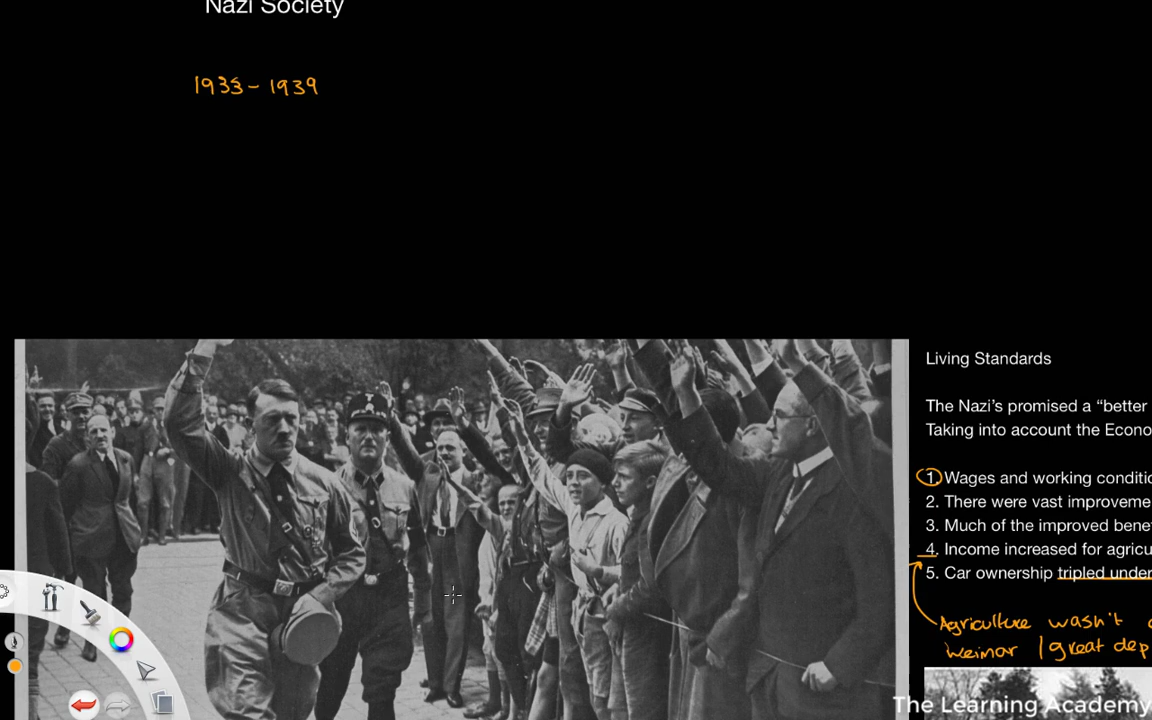 Nazi Society
1933 - 1939
Living Standards
The Nazi's promised a "better
Taking into account the Econo
1. Wages and working conditio
2. There were vast improveme
3. Much of the improved bene
4. Income increased for agricu
5. Car ownership tripled under
Agriculture wasn't
Weimar / great dep
The Learning Academy